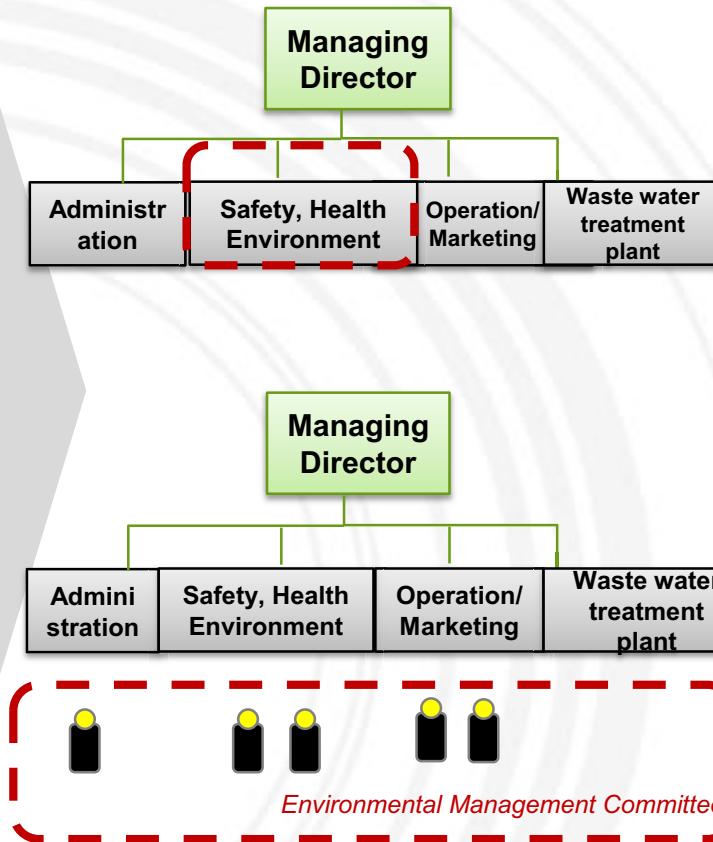 Managing
Director
Administr
ation
Safety, Health
Environment
Operation/
Marketing
Waste water
treatment
plant
Managing
Director
Admini
stration
Safety, Health
Environment
Operation/
Marketing
Waste water
treatment
plant
Environmental Management Committee